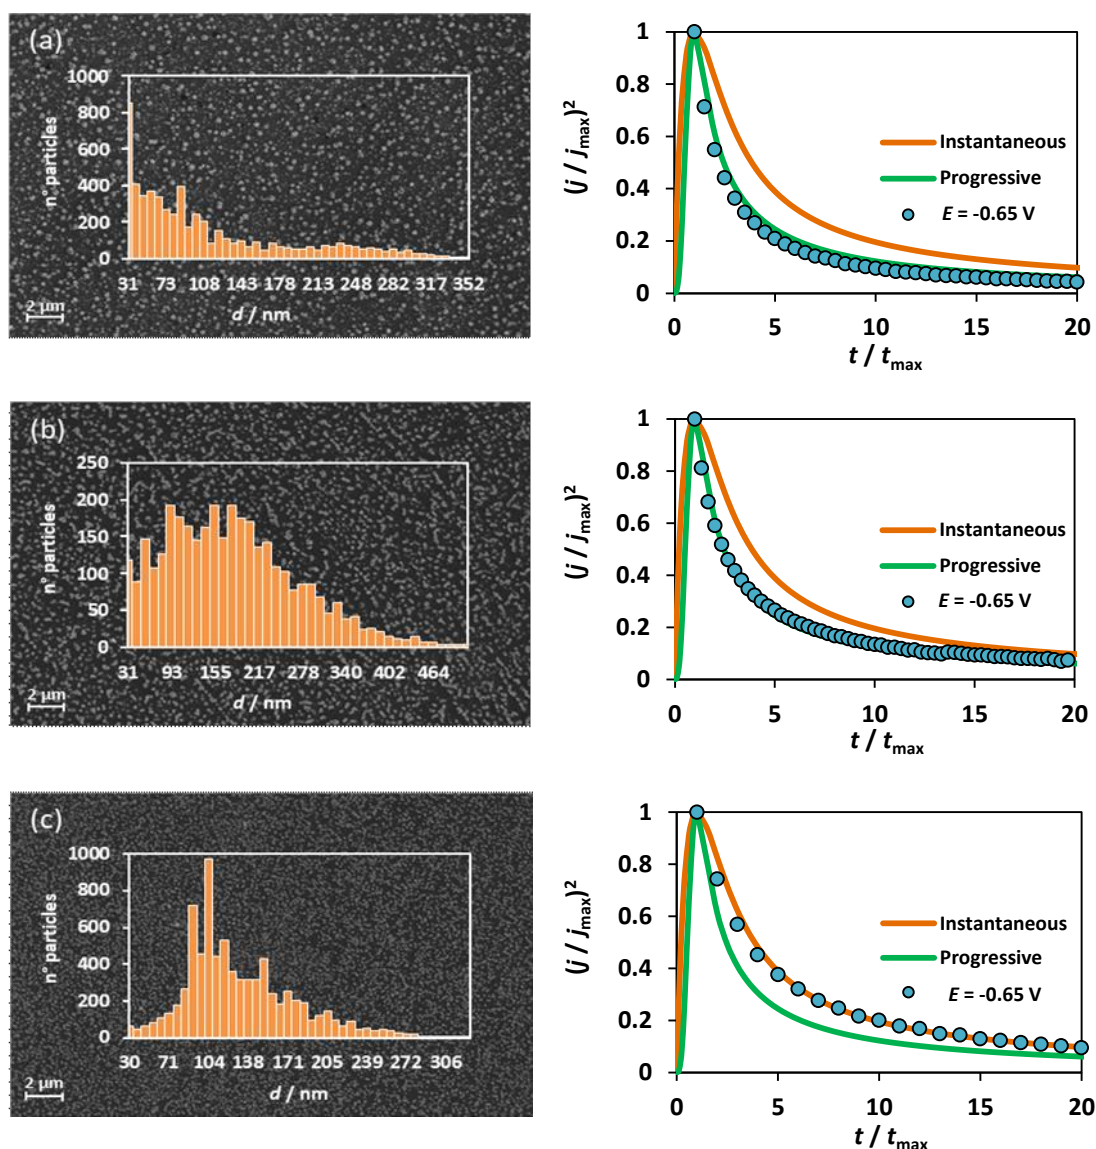 (a)
n° particles
1000
800
600
400
200
0
31 73 108 143 178 213 248 282 317 352
d / nm
2 μm
(j / jmax)²
1
0.8
0.6
0.4
0.2
0
Instantaneous
Progressive
E = -0.65 V
0 5 10 15 20
t / tmax
(b)
n° particles
250
200
150
100
50
0
31 93 155 217 278 340 402 464
d / nm
2 μm
(j / jmax)²
1
0.8
0.6
0.4
0.2
0
Instantaneous
Progressive
E = -0.65 V
0 5 10 15 20
t / tmax
(c)
n° particles
1000
800
600
400
200
0
30 71 104 138 171 205 239 272 306
d / nm
2 μm
(j / jmax)²
1
0.8
0.6
0.4
0.2
0
Instantaneous
Progressive
E = -0.65 V
0 5 10 15 20
t / tmax